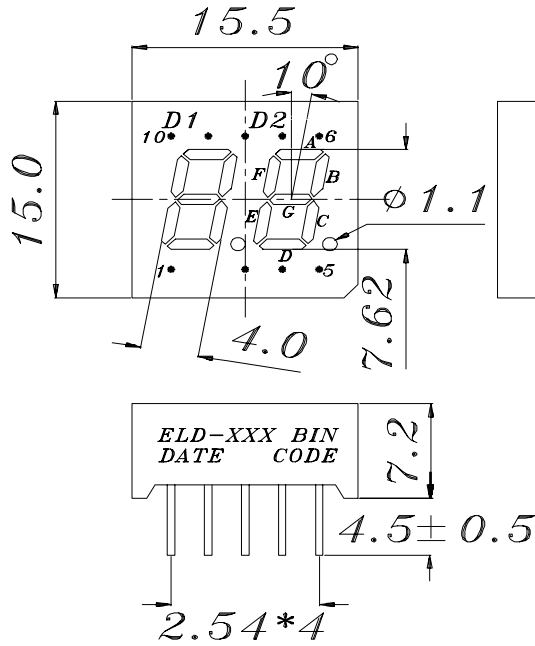 15.5
10°
D1 D2
10 6
A
F B
15.0
E G C
ø 1.1
D
1 5
7.62
4.0
ELD-XXX BIN
DATE CODE
7.2
4.5± 0.5
2.54*4